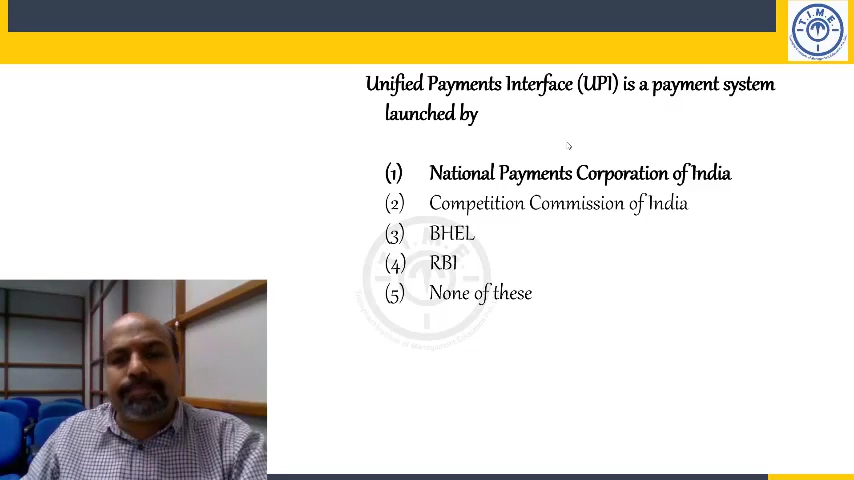 T.I.M.E.
Unified Payments Interface (UPI) is a payment system
launched by
(1) National Payments Corporation of India
(2) Competition Commission of India
(3) BHEL
(4) RBI
(5) None of these
T.I.M.E.